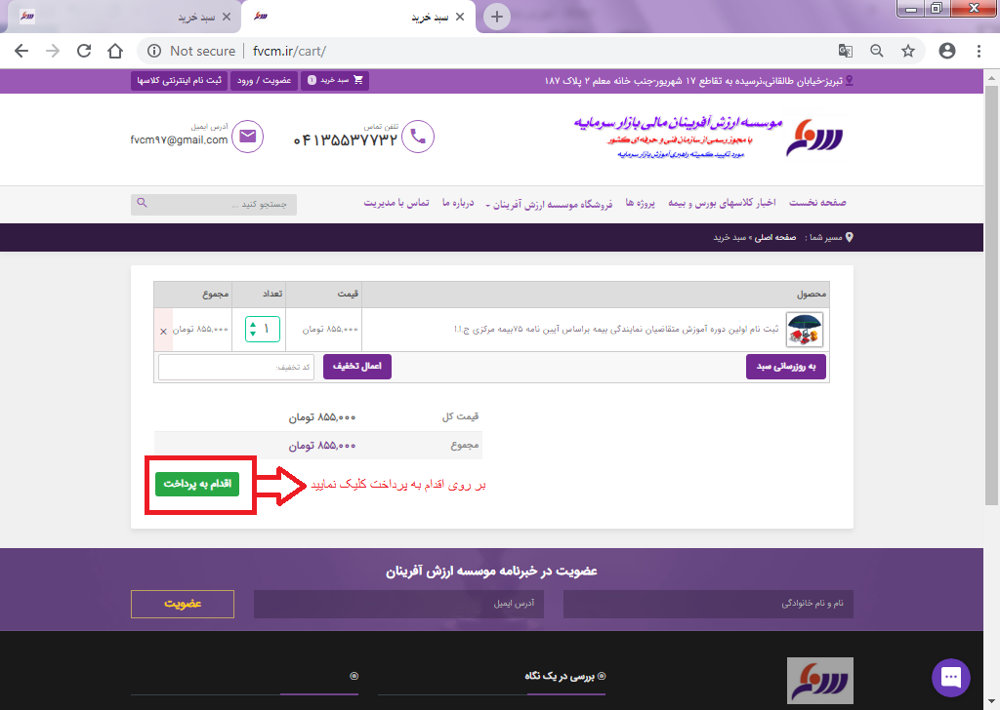 سبد خرید
سبد خرید
Not secure
fvcm.ir/cart/
تبریز-خیابان طالقانی،نرسیده به تقاطع ۱۷ شهریور-جنب خانه معلم ۲ پلاک ۱۸۷
سبد خرید ۱
عضویت / ورود
ثبت نام اینترنتی کلاسها
موسسه ارزش آفرینان مالی بازار سرمایه
با مجوز رسمی از سازمان فنی و حرفه ای کشور
مورد تایید کمیته راهبری آموزش بازار سرمایه
تلفن تماس
۰۴۱۳۵۵۳۷۷۳۲
آدرس ایمیل
fvcm۹۷@gmail.com
صفحه نخست
اخبار کلاسهای بورس و بیمه
پروژه ها
فروشگاه موسسه ارزش آفرینان
درباره ما
تماس با مدیریت
جستجو کنید ...
مسیر شما : صفحه اصلی » سبد خرید
محصول
قیمت
تعداد
مجموع
ثبت نام اولین دوره آموزش متقاضیان نمایندگی بیمه براساس آیین نامه ۷۵بیمه مرکزی ج.ا.ا
۸۵۵,۰۰۰ تومان
۱
۸۵۵,۰۰۰ تومان
×
به روزرسانی سبد
اعمال تخفیف
کد تخفیف:
قیمت کل
۸۵۵,۰۰۰ تومان
مجموع
۸۵۵,۰۰۰ تومان
اقدام به پرداخت
بر روی اقدام به پرداخت کلیک نمایید
عضویت در خبرنامه موسسه ارزش آفرینان
نام و نام خانوادگی
آدرس ایمیل
عضویت
بررسی در یک نگاه